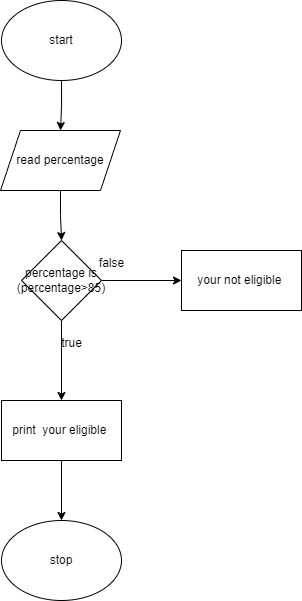 start
read percentage
false
percentage is
(percentage>85)
your not eligible
true
print  your eligible
stop